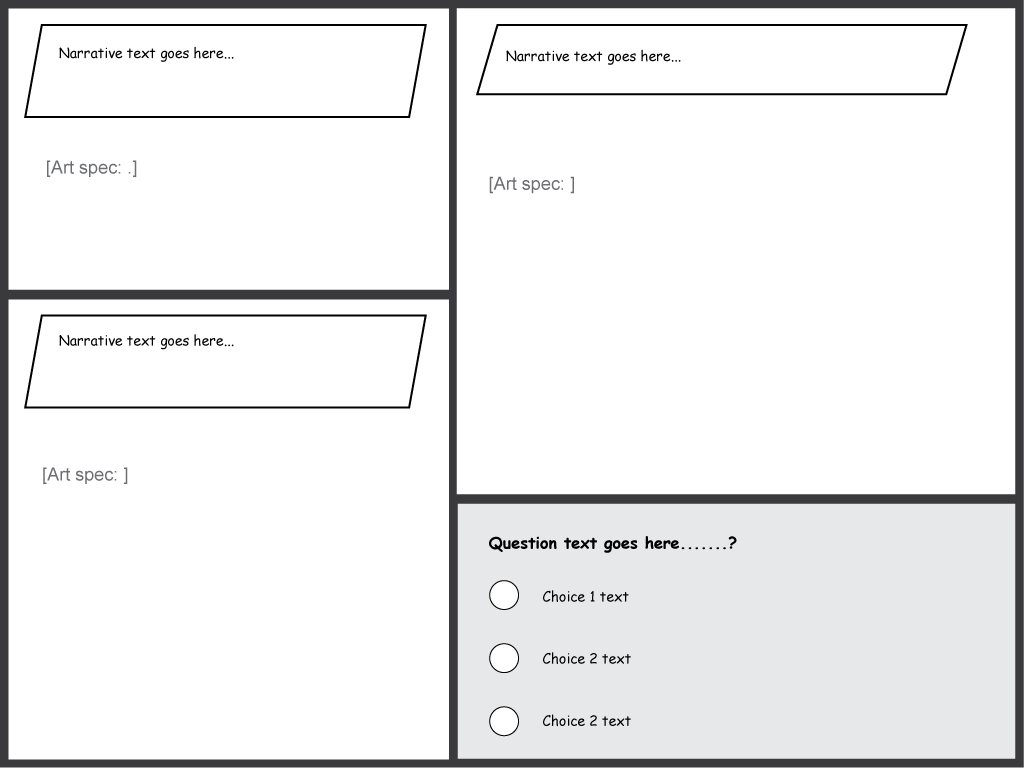 Narrative text goes here...
[Art spec: .]
Narrative text goes here...
[Art spec: ]
Narrative text goes here...
[Art spec: ]
Question text goes here.......?
Choice 1 text
Choice 2 text
Choice 2 text